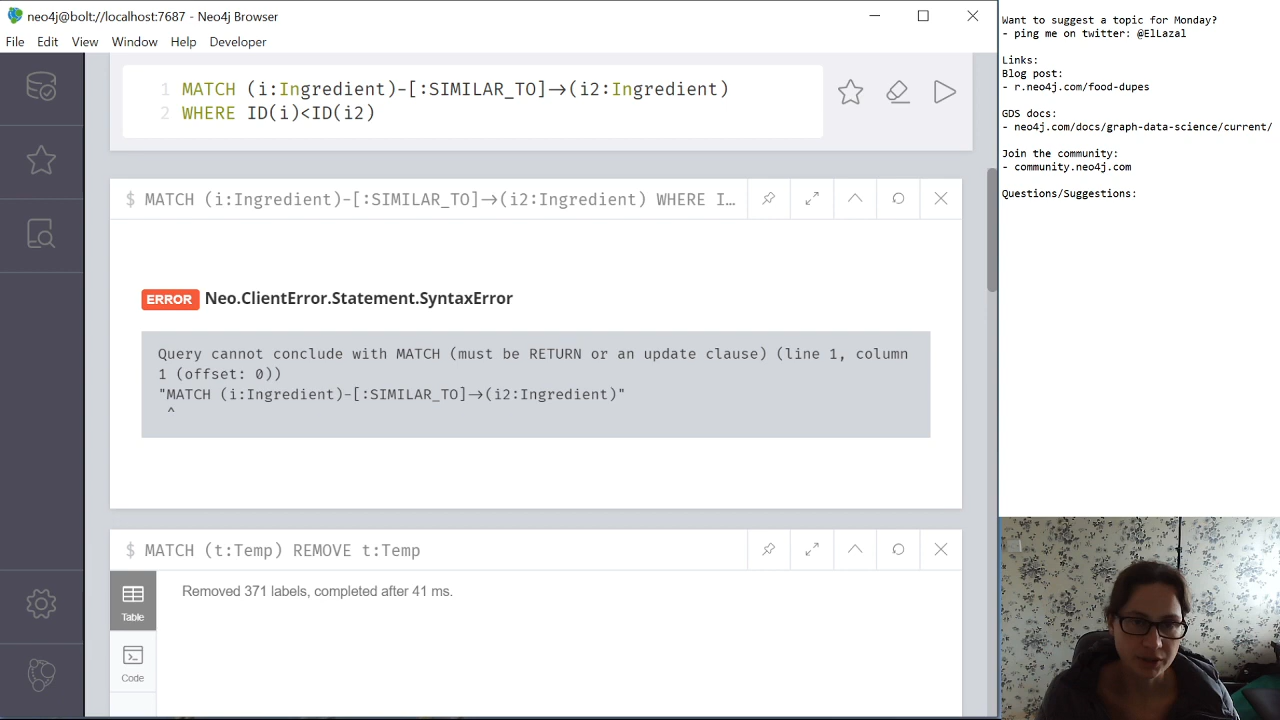 neo4j@bolt://localhost:7687 - Neo4j Browser
File Edit View Window Help Developer
1 MATCH (i:Ingredient)-[:SIMILAR_TO]->(i2:Ingredient)
2 WHERE ID(i)<ID(i2)
$ MATCH (i:Ingredient)-[:SIMILAR_TO]->(i2:Ingredient) WHERE I…
ERROR Neo.ClientError.Statement.SyntaxError
Query cannot conclude with MATCH (must be RETURN or an update clause) (line 1, column
1 (offset: 0))
"MATCH (i:Ingredient)-[:SIMILAR_TO]->(i2:Ingredient)"
^
$ MATCH (t:Temp) REMOVE t:Temp
Table
Removed 371 labels, completed after 41 ms.
Code
Want to suggest a topic for Monday?
- ping me on twitter: @ElLazal
Links:
Blog post:
- r.neo4j.com/food-dupes
GDS docs:
- neo4j.com/docs/graph-data-science/current/
Join the community:
- community.neo4j.com
Questions/Suggestions: